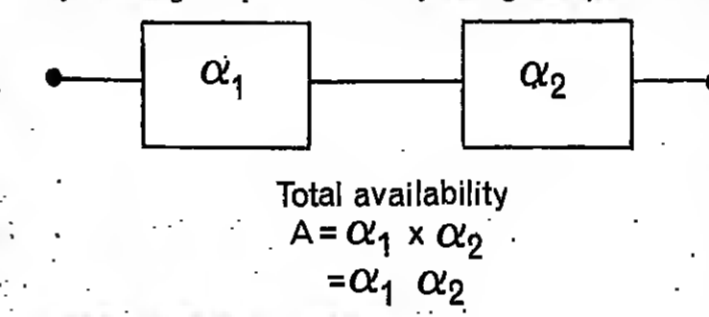 α₁ α₂
Total availability
A = α₁ x α₂
=α₁ α₂